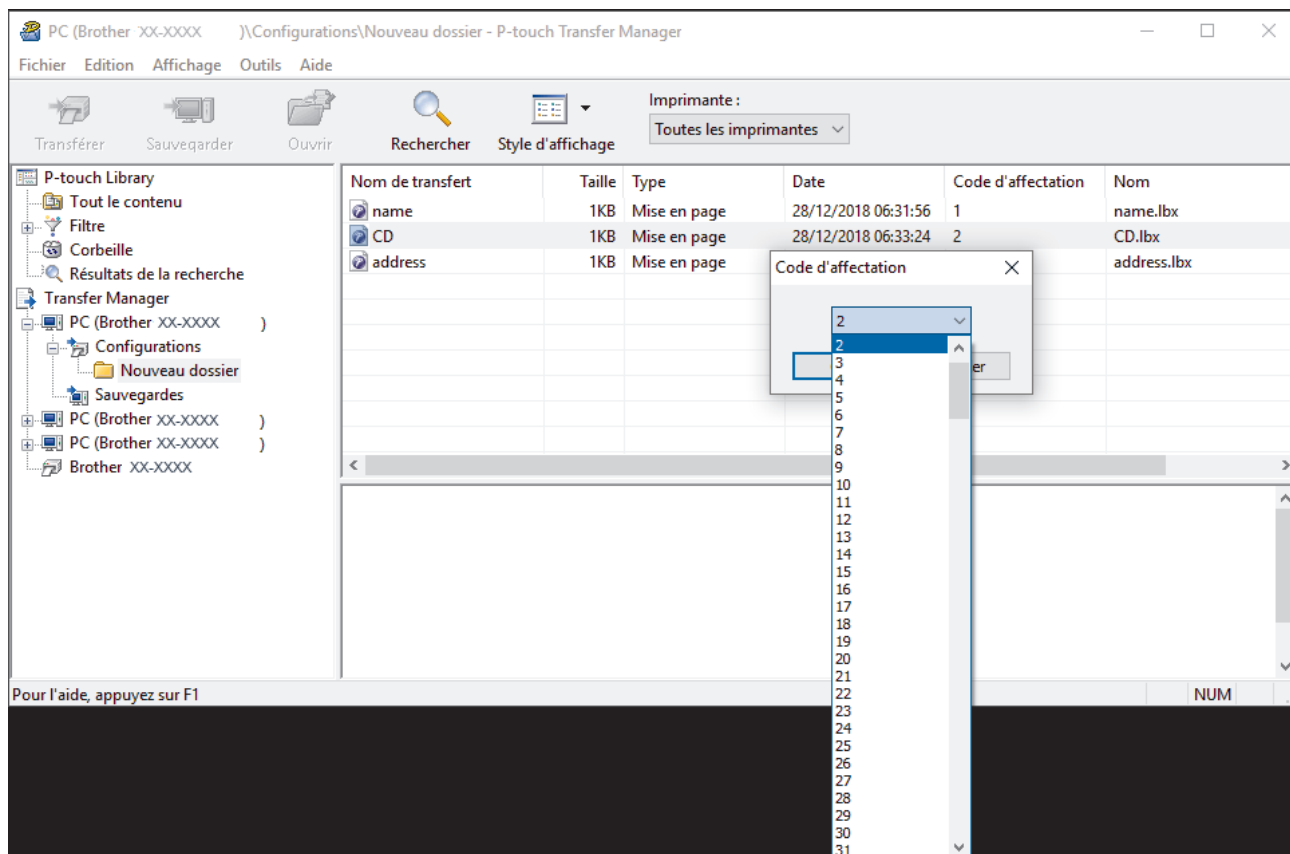 PC (Brother XX-XXXX )\Configurations\Nouveau dossier - P-touch Transfer Manager
Fichier Edition Affichage Outils Aide
Transférer Sauvegarder Ouvrir Rechercher Style d'affichage
Imprimante :
Toutes les imprimantes
P-touch Library
Tout le contenu
Filtre
Corbeille
Résultats de la recherche
Transfer Manager
PC (Brother XX-XXXX )
Configurations
Nouveau dossier
Sauvegardes
PC (Brother XX-XXXX )
PC (Brother XX-XXXX )
Brother XX-XXXX
Nom de transfert Taille Type Date Code d'affectation Nom
name 1KB Mise en page 28/12/2018 06:31:56 1 name.lbx
CD 1KB Mise en page 28/12/2018 06:33:24 2 CD.lbx
address 1KB Mise en page address.lbx
Code d'affectation
2
2
3
4
5
6
7
8
9
10
11
12
13
14
15
16
17
18
19
20
21
22
23
24
25
26
27
28
29
30
31
Pour l'aide, appuyez sur F1
NUM